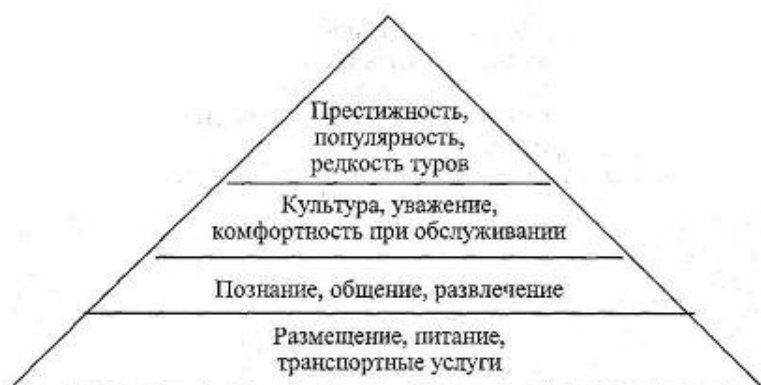 Престижность,
популярность,
редкость туров
Культура, уважение,
комфортность при обслуживании
Познание, общение, развлечение
Размещение, питание,
транспортные услуги